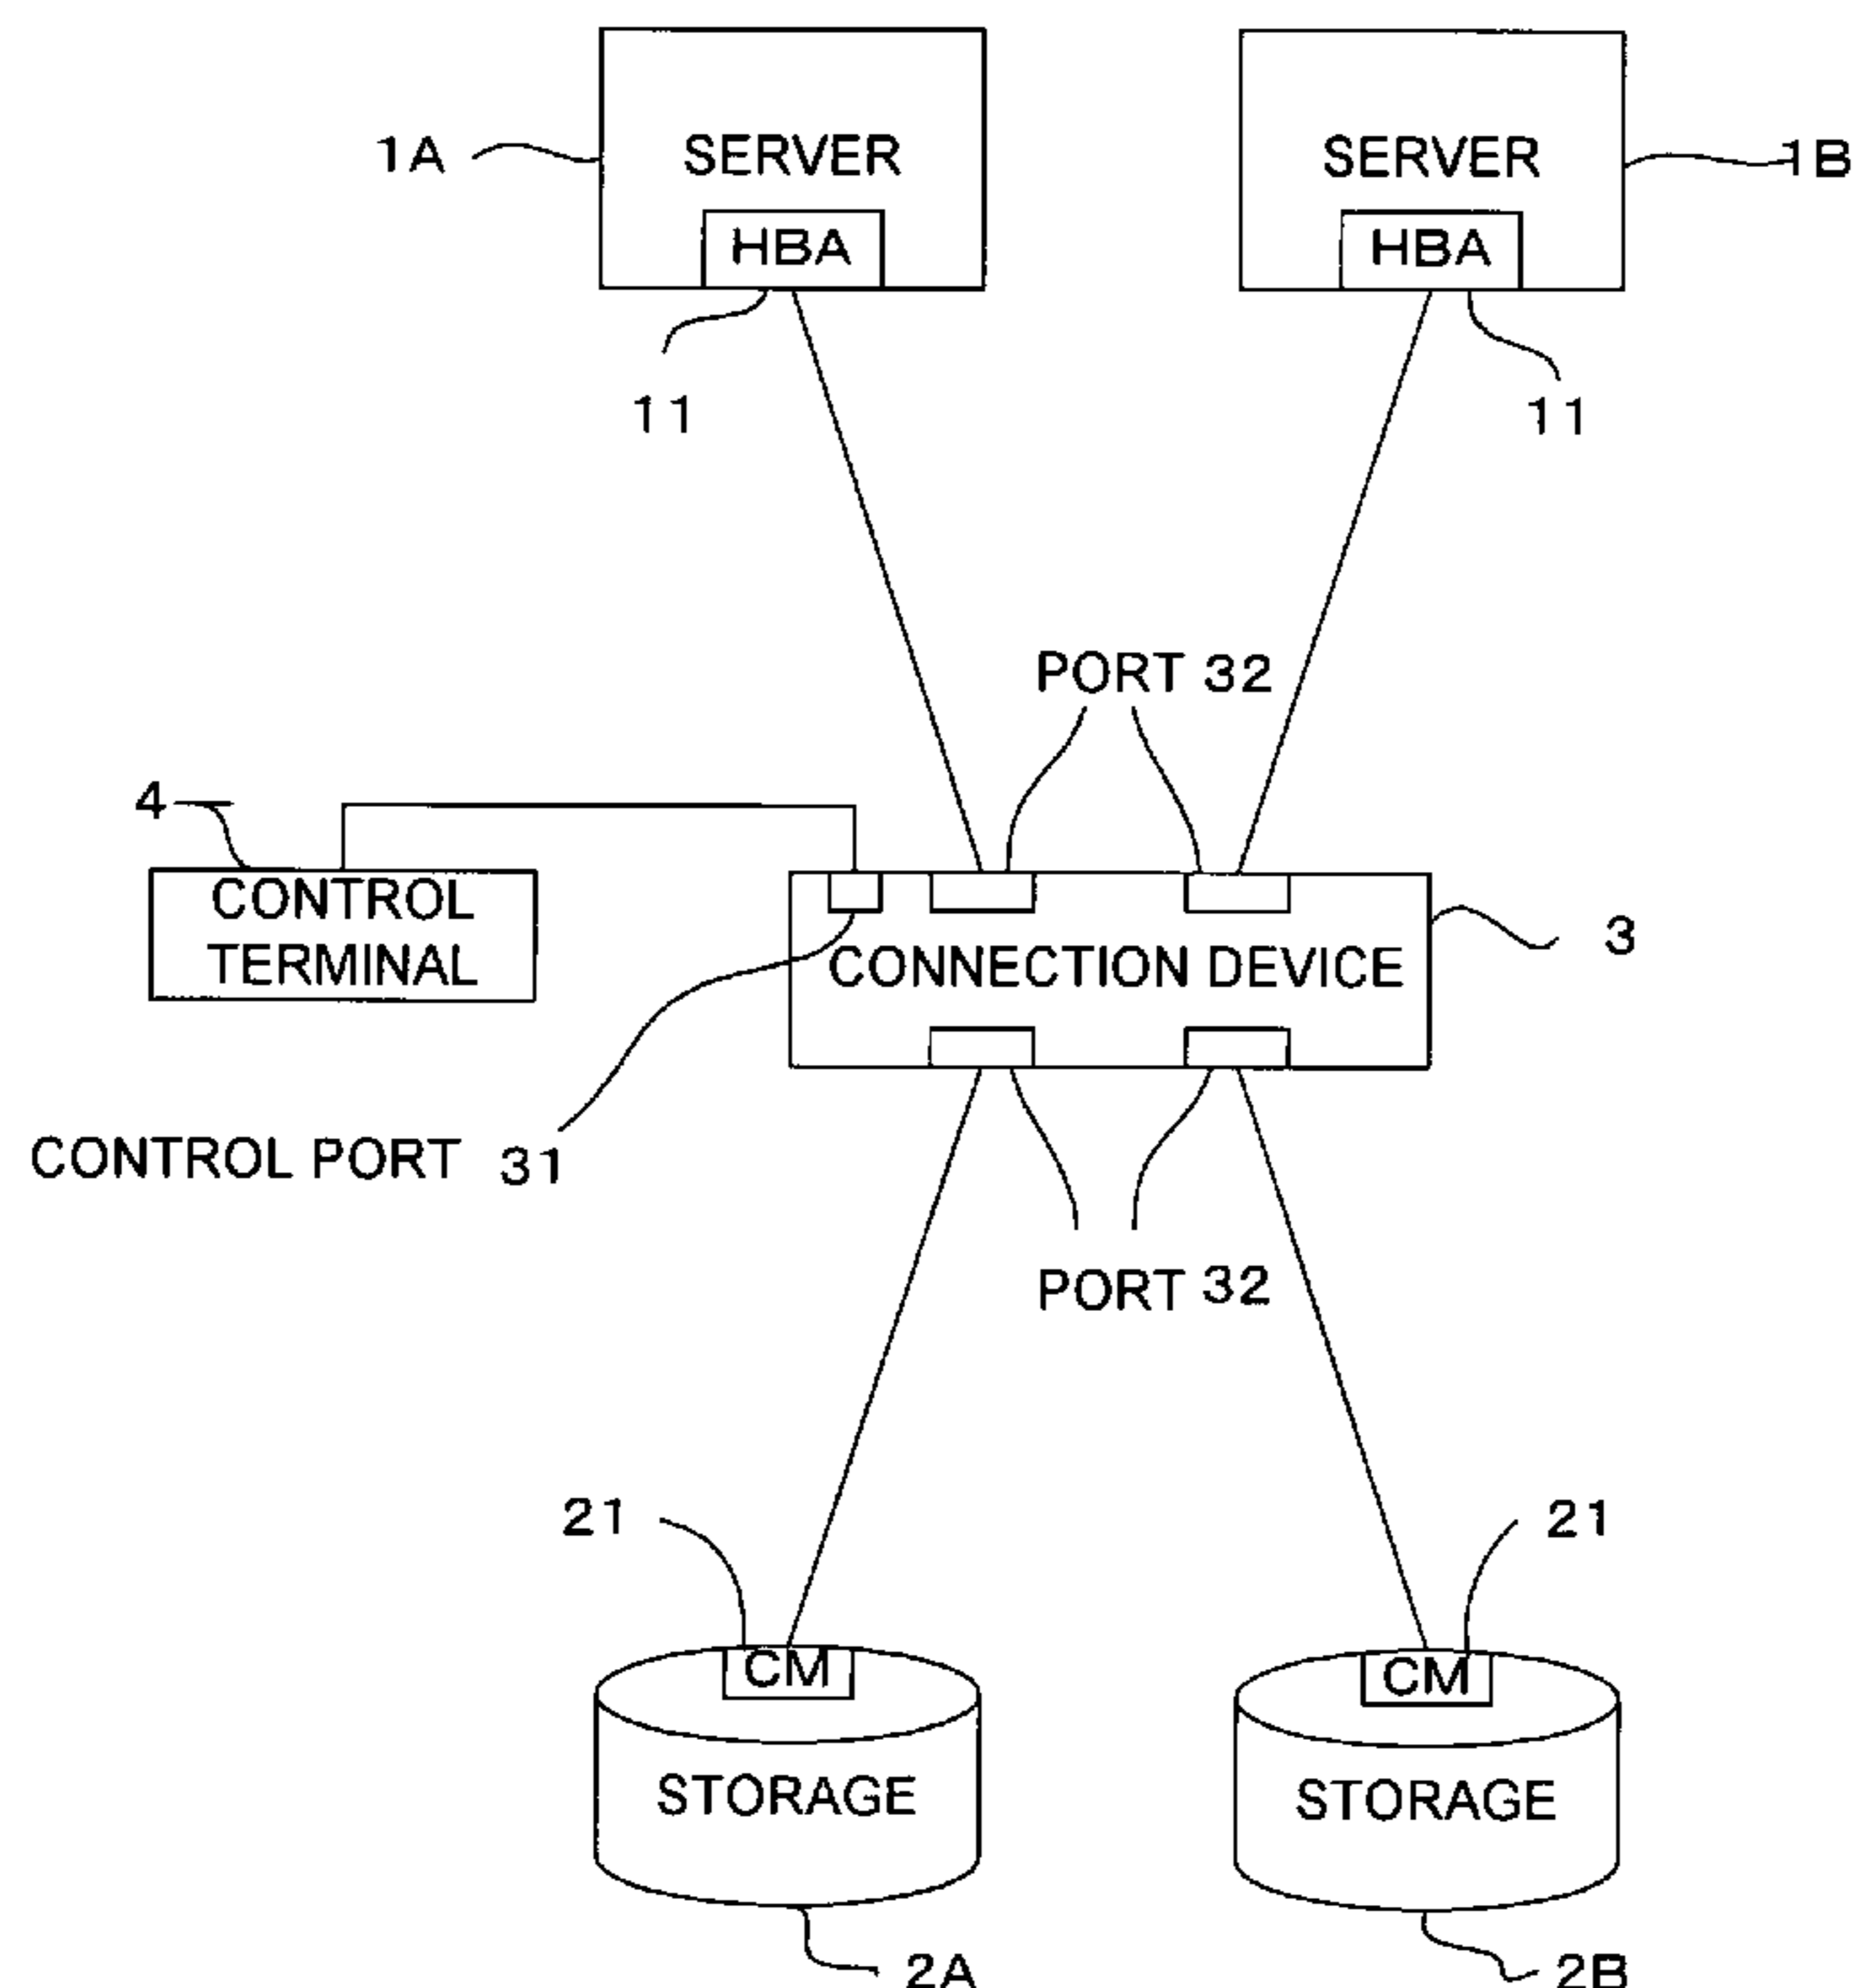 1A
SERVER
SERVER
1B
HBA
HBA
11
11
PORT 32
4
CONTROL
TERMINAL
CONNECTION DEVICE
3
CONTROL PORT 31
PORT 32
21
21
CM
CM
STORAGE
STORAGE
2A
2B